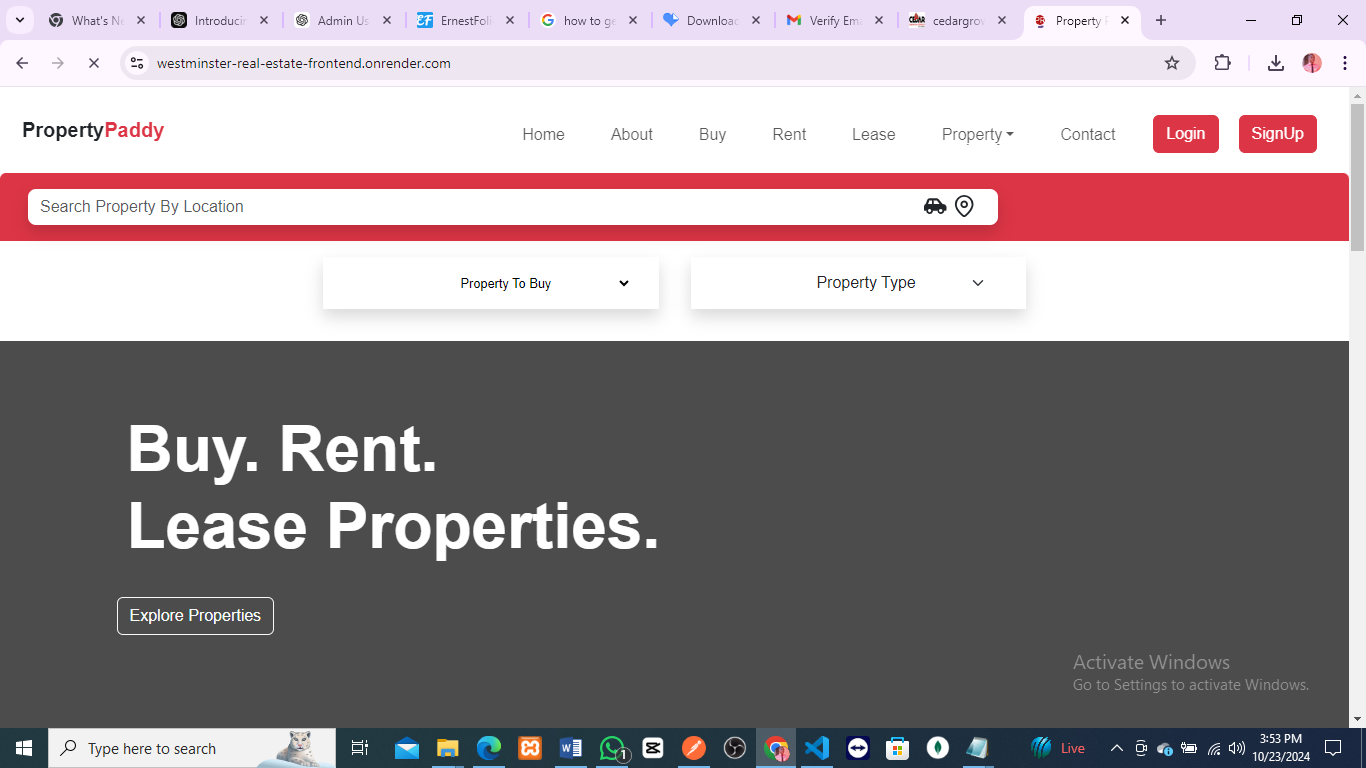 What's Ne
Introducin
Admin Us
ErnestFoli
how to ge
Download
Verify Ema
cedargrov
Property P
westminster-real-estate-frontend.onrender.com
PropertyPaddy
Home
About
Buy
Rent
Lease
Property
Contact
Login
SignUp
Search Property By Location
Property To Buy
Property Type
Buy. Rent.
Lease Properties.
Explore Properties
Activate Windows
Go to Settings to activate Windows.
Type here to search
1
Live
3:53 PM
10/23/2024